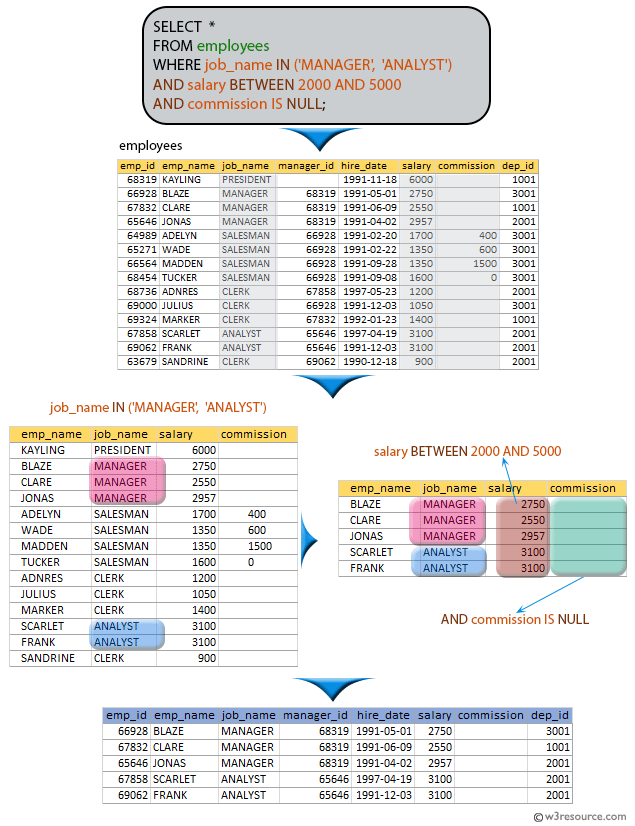 SELECT *
FROM employees
WHERE job_name IN ('MANAGER', 'ANALYST')
AND salary BETWEEN 2000 AND 5000
AND commission IS NULL;
employees
emp_id emp_name job_name manager_id hire_date salary commission dep_id
68319 KAYLING PRESIDENT 1991-11-18 6000 1001
66928 BLAZE MANAGER 68319 1991-05-01 2750 3001
67832 CLARE MANAGER 68319 1991-06-09 2550 1001
65646 JONAS MANAGER 68319 1991-04-02 2957 2001
64989 ADELYN SALESMAN 66928 1991-02-20 1700 400 3001
65271 WADE SALESMAN 66928 1991-02-22 1350 600 3001
66564 MADDEN SALESMAN 66928 1991-09-28 1350 1500 3001
68454 TUCKER SALESMAN 66928 1991-09-08 1600 0 3001
68736 ADNRES CLERK 67858 1997-05-23 1200 2001
69000 JULIUS CLERK 66928 1991-12-03 1050 3001
69324 MARKER CLERK 67832 1992-01-23 1400 1001
67858 SCARLET ANALYST 65646 1997-04-19 3100 2001
69062 FRANK ANALYST 65646 1991-12-03 3100 2001
63679 SANDRINE CLERK 69062 1990-12-18 900 2001
job_name IN ('MANAGER', 'ANALYST')
emp_name job_name salary commission
KAYLING PRESIDENT 6000
BLAZE MANAGER 2750
CLARE MANAGER 2550
JONAS MANAGER 2957
ADELYN SALESMAN 1700 400
WADE SALESMAN 1350 600
MADDEN SALESMAN 1350 1500
TUCKER SALESMAN 1600 0
ADNRES CLERK 1200
JULIUS CLERK 1050
MARKER CLERK 1400
SCARLET ANALYST 3100
FRANK ANALYST 3100
SANDRINE CLERK 900
salary BETWEEN 2000 AND 5000
emp_name job_name salary commission
BLAZE MANAGER 2750
CLARE MANAGER 2550
JONAS MANAGER 2957
SCARLET ANALYST 3100
FRANK ANALYST 3100
AND commission IS NULL
emp_id emp_name job_name manager_id hire_date salary commission dep_id
66928 BLAZE MANAGER 68319 1991-05-01 2750 3001
67832 CLARE MANAGER 68319 1991-06-09 2550 1001
65646 JONAS MANAGER 68319 1991-04-02 2957 2001
67858 SCARLET ANALYST 65646 1997-04-19 3100 2001
69062 FRANK ANALYST 65646 1991-12-03 3100 2001
© w3resource.com